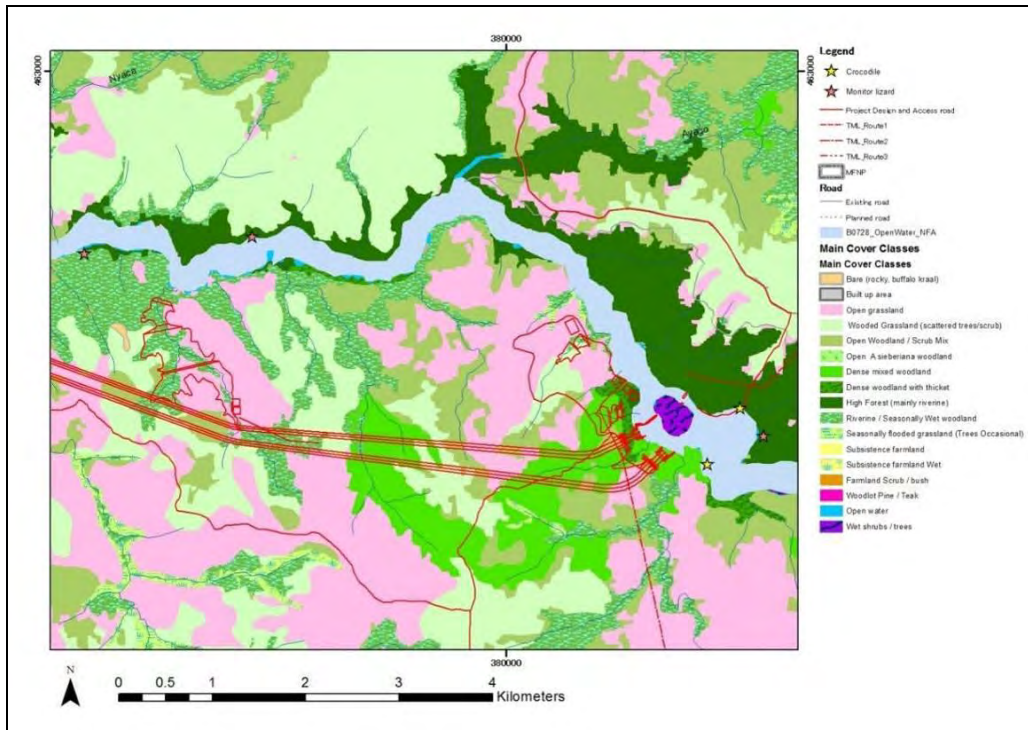 380000
463000
463000
Nyaca
Ayago
380000
N
0 0.5 1 2 3 4
Kilometers
Legend
Crocodile
Monitor lizard
Project Design and Access road
TML_Route1
TML_Route2
TML_Route3
MFNP
Road
Existing road
Planned road
B0728_OpenWater_NFA
Main Cover Classes
Main Cover Classes
Bare (rocky, buffalo kraal)
Built up area
Open grassland
Wooded Grassland (scattered trees/scrub)
Open Woodland / Scrub Mix
Open A sieberiana woodland
Dense mixed woodland
Dense woodland with thicket
High Forest (mainly riverine)
Riverine / Seasonally Wet woodland
Seasonally flooded grassland (Trees Occasional)
Subsistence farmland
Subsistence farmland Wet
Farmland Scrub / bush
Woodlot Pine / Teak
Open water
Wet shrubs / trees